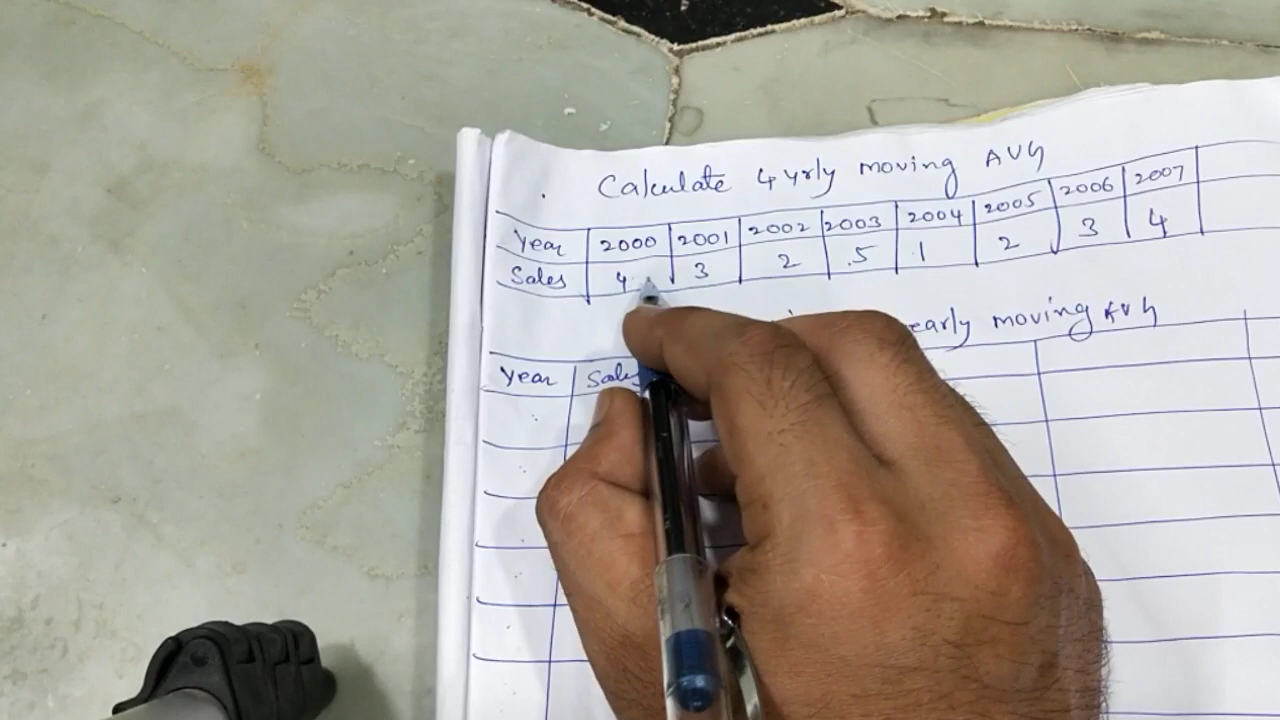 Calculate 4 yrly moving AVG
Year 2000 2001 2002 2003 2004 2005 2006 2007
Sales 4 3 2 5 1 2 3 4
early moving AVG
Year Sales